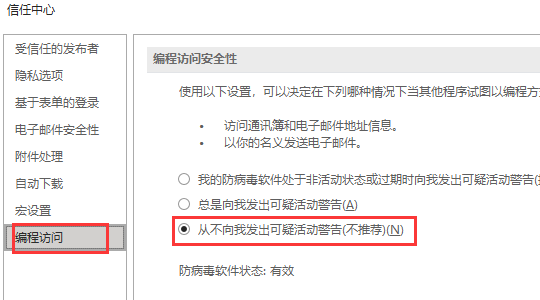 信任中心
受信任的发布者
隐私选项
基于表单的登录
电子邮件安全性
附件处理
自动下载
宏设置
编程访问
编程访问安全性
使用以下设置，可以决定在下列哪种情况下当其他程序试图以编程方
• 访问通讯簿和电子邮件地址信息。
• 以你的名义发送电子邮件。
我的防病毒软件处于非活动状态或过期时向我发出可疑活动警告(
总是向我发出可疑活动警告(A)
从不向我发出可疑活动警告(不推荐)(N)
防病毒软件状态: 有效